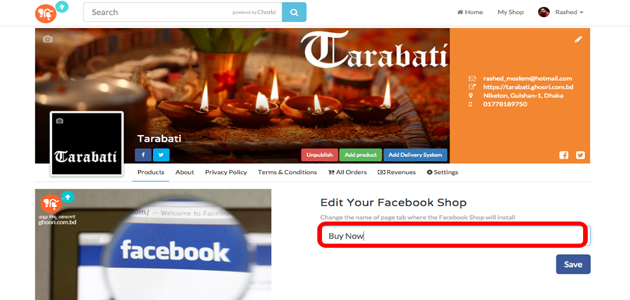 Search
powered by Chorki
Home
My Shop
Rashed
Tarabati
rashed_moslem@hotmail.com
https://tarabati.ghoori.com.bd
Niketon, Gulshan-1, Dhaka
01778189750
Tarabati
Tarabati
Unpublish
Add product
Add Delivery System
Products
About
Privacy Policy
Terms & Conditions
All Orders
Revenues
Settings
ghoori.com.bd
Welcome to Faceb
facebook
Edit Your Facebook Shop
Change the name of page tab where the Facebook Shop will install
Buy Now
Save